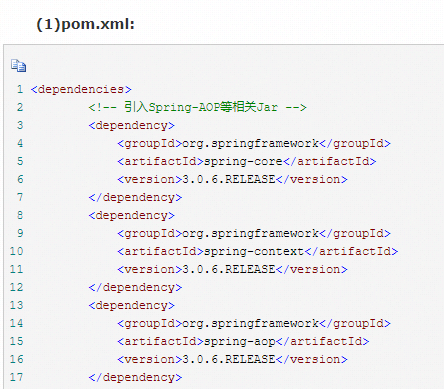 (1)pom.xml:
1 <dependencies>
2 <!-- 引入Spring-AOP等相关Jar -->
3 <dependency>
4 <groupId>org.springframework</groupId>
5 <artifactId>spring-core</artifactId>
6 <version>3.0.6.RELEASE</version>
7 </dependency>
8 <dependency>
9 <groupId>org.springframework</groupId>
10 <artifactId>spring-context</artifactId>
11 <version>3.0.6.RELEASE</version>
12 </dependency>
13 <dependency>
14 <groupId>org.springframework</groupId>
15 <artifactId>spring-aop</artifactId>
16 <version>3.0.6.RELEASE</version>
17 </dependency>